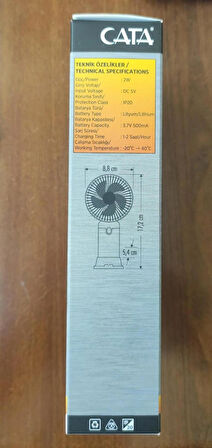 CATA
TEKNİK ÖZELİKLER /
TECHNICAL SPECIFICATIONS
Güç/Power : 2W
Giriş Voltajı/
Input Voltage : DC 5V
Koruma Sınıfı/
Protection Class : IP20
Batarya Türü/
Battery Type : Lityum/Lithium
Batarya Kapasitesi/
Battery Capacity : 3.7V 500mA
Şarj Süresi/
Charging Time : 1-2 Saat/Hour
Çalışma Sıcaklığı/
Working Temperature : -20°C → 60°C
8,8 cm
17,2 cm
5,4 cm